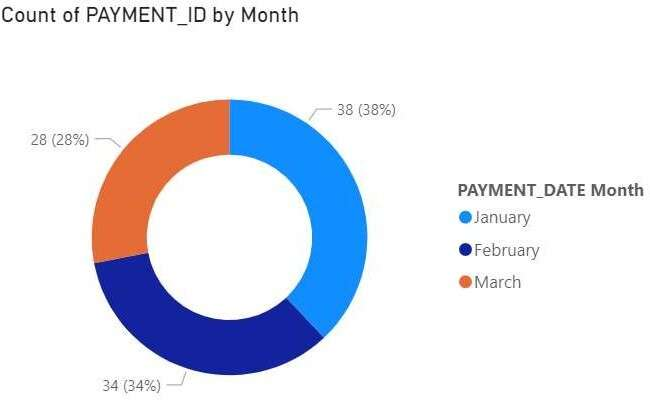 Count of PAYMENT_ID by Month
38 (38%)
28 (28%)
34 (34%)
PAYMENT_DATE Month
January
February
March